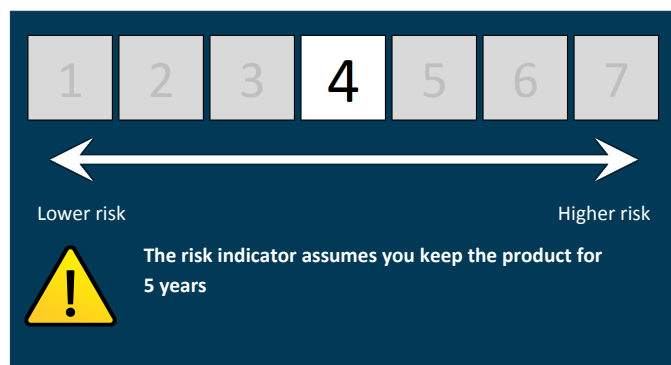 1 2 3 4 5 6 7
Lower risk Higher risk
The risk indicator assumes you keep the product for
5 years